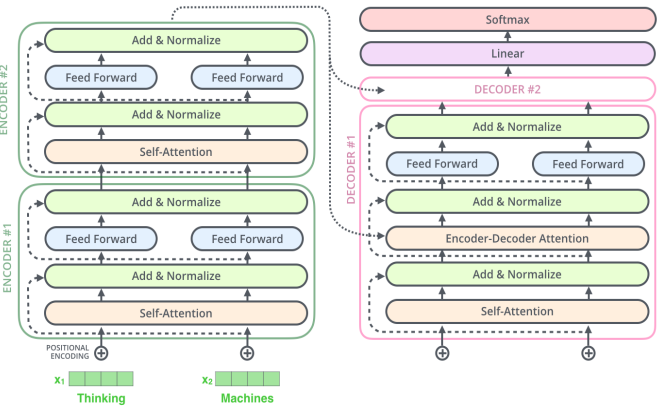 ENCODER #2
Add & Normalize
Feed Forward
Feed Forward
Add & Normalize
Self-Attention
ENCODER #1
Add & Normalize
Feed Forward
Feed Forward
Add & Normalize
Self-Attention
POSITIONAL
ENCODING
x₁
x₂
Thinking
Machines
Softmax
Linear
DECODER #2
DECODER #1
Add & Normalize
Feed Forward
Feed Forward
Add & Normalize
Encoder-Decoder Attention
Add & Normalize
Self-Attention